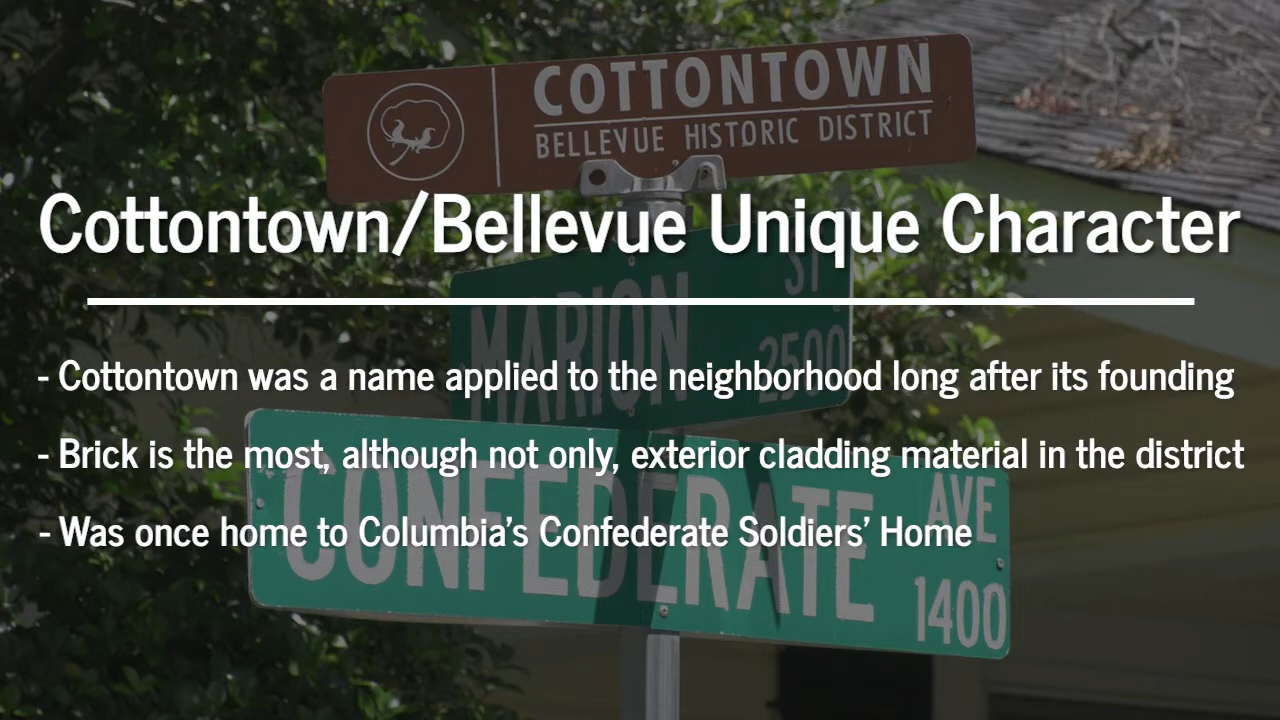 COTTONTOWN
BELLEVUE HISTORIC DISTRICT
Cottontown/Bellevue Unique Character
MARION ST 2500
- Cottontown was a name applied to the neighborhood long after its founding
- Brick is the most, although not only, exterior cladding material in the district
- Was once home to Columbia's Confederate Soldiers' Home
CONFEDERATE AVE 1400